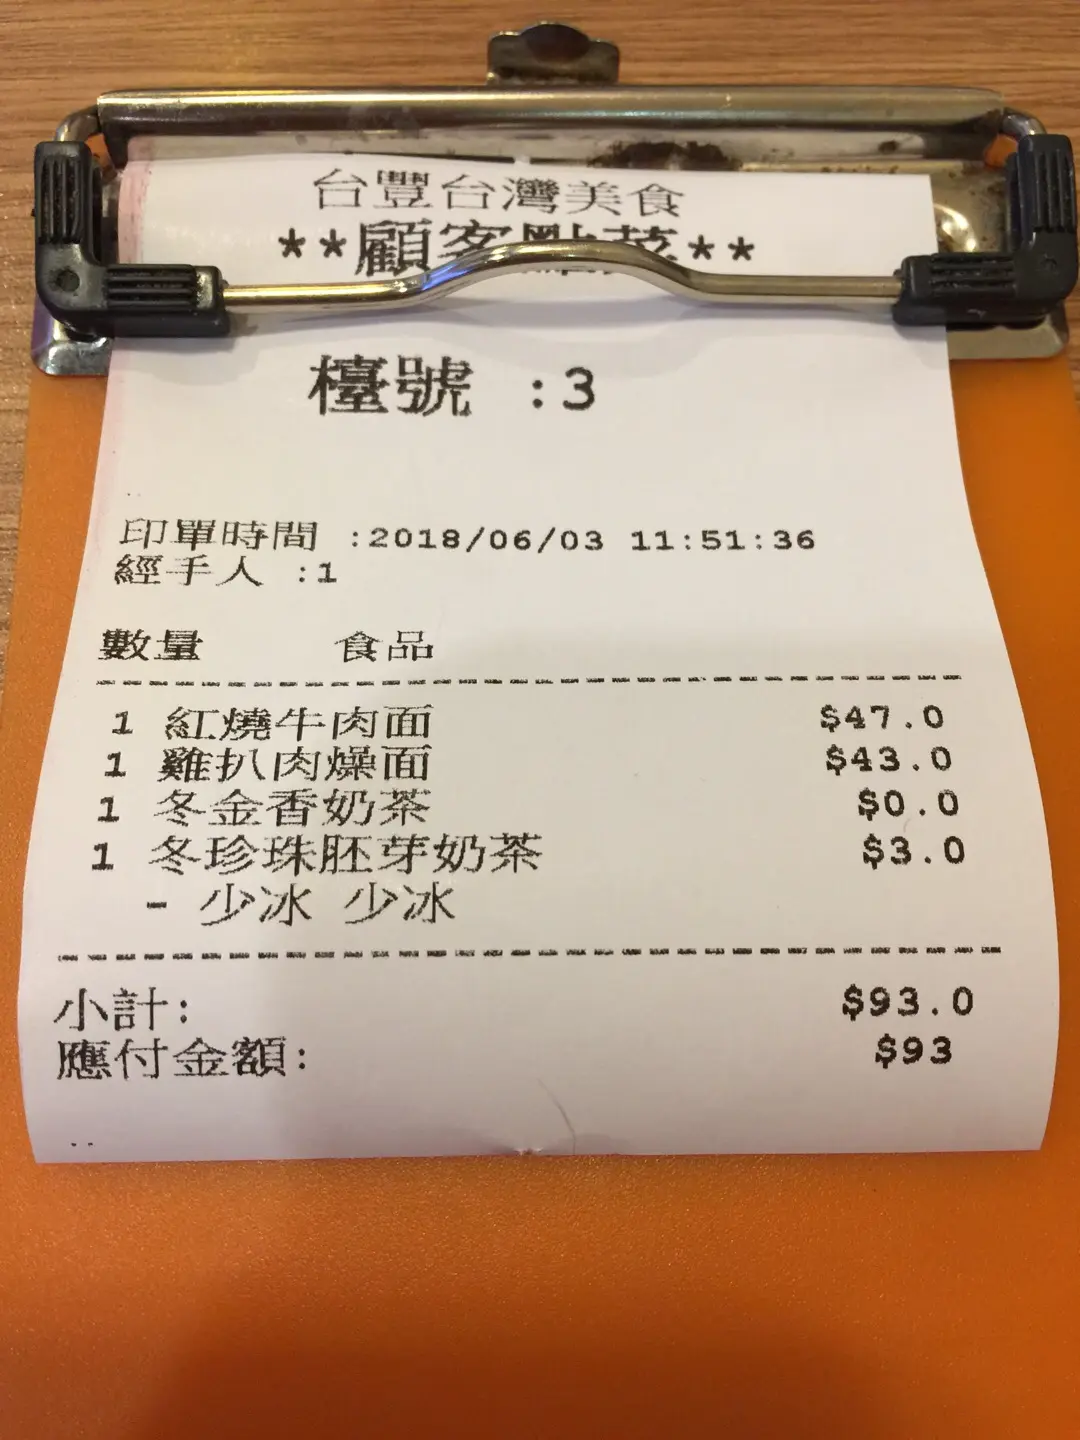 台豐台灣美食
**顧客點菜**
檯號 :3
印單時間 :2018/06/03 11:51:36
經手人 :1
數量 食品
1 紅燒牛肉面 $47.0
1 雞扒肉燥面 $43.0
1 冬金香奶茶 $0.0
1 冬珍珠胚芽奶茶 $3.0
- 少冰 少冰
小計: $93.0
應付金額: $93